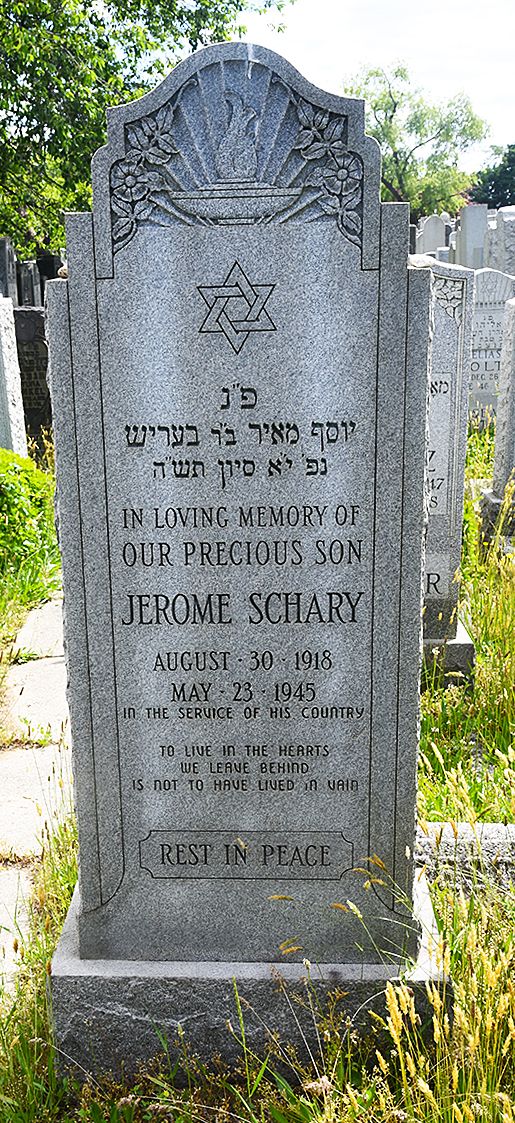 פ"נ
יוסף מאיר ב"ר בעריש
נפ' י"א סיון תש"ה
IN LOVING MEMORY OF
OUR PRECIOUS SON
JEROME SCHARY
AUGUST · 30 · 1918
MAY · 23 · 1945
IN THE SERVICE OF HIS COUNTRY
TO LIVE IN THE HEARTS
WE LEAVE BEHIND
IS NOT TO HAVE LIVED IN VAIN
REST IN PEACE